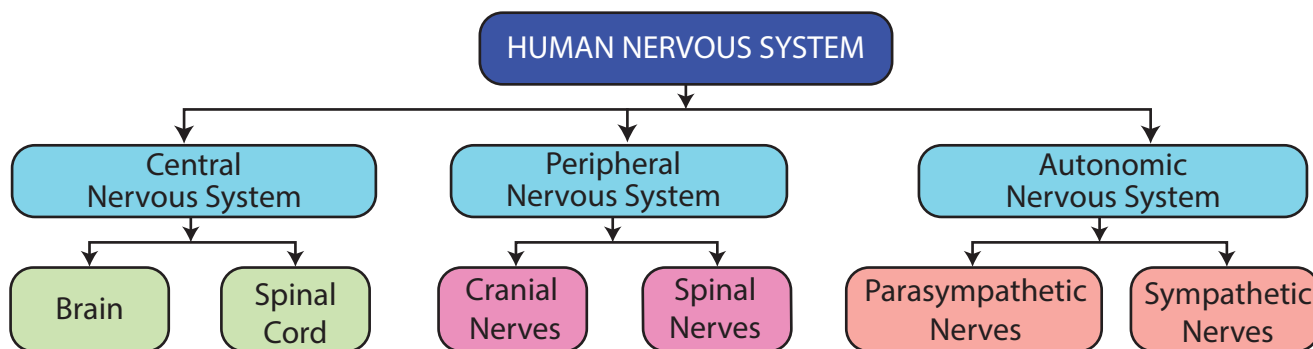 HUMAN NERVOUS SYSTEM
Central
Nervous System
Peripheral
Nervous System
Autonomic
Nervous System
Brain
Spinal
Cord
Cranial
Nerves
Spinal
Nerves
Parasympathetic
Nerves
Sympathetic
Nerves